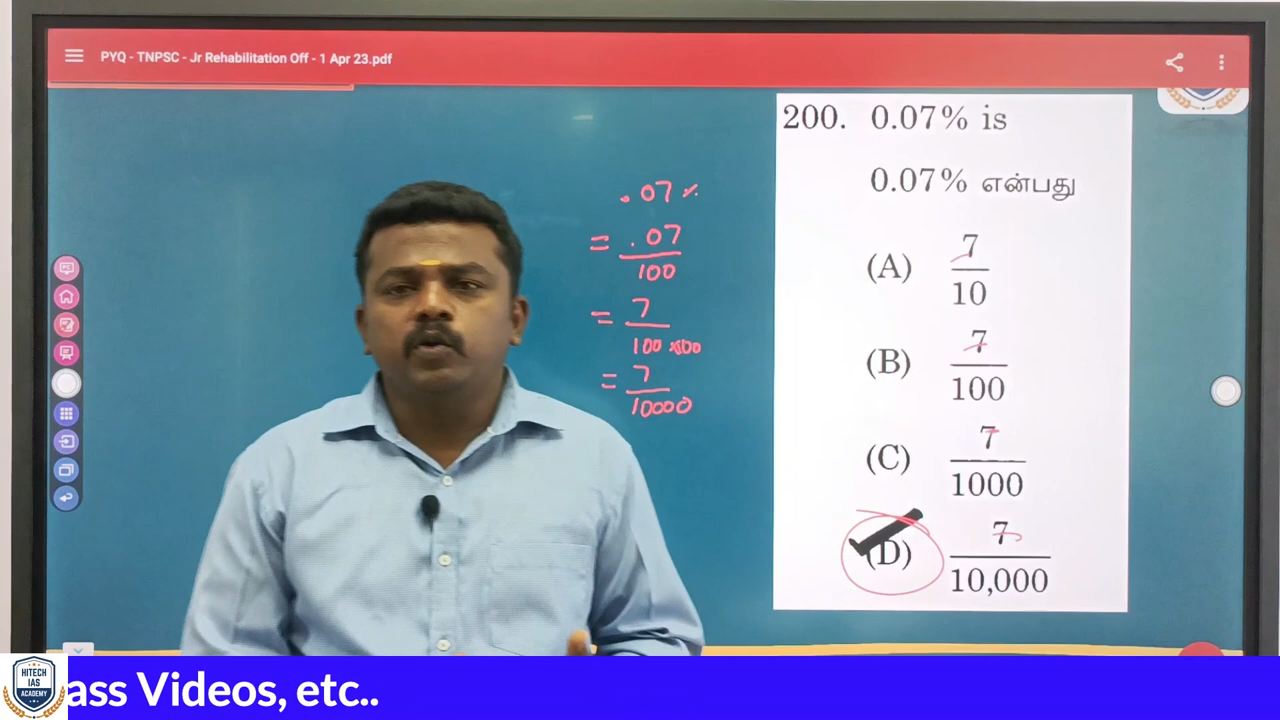 PYQ - TNPSC - Jr Rehabilitation Off - 1 Apr 23.pdf
200. 0.07% is
0.07% என்பது
(A) 7/10
(B) 7/100
(C) 7/1000
(D) 7/10,000
.07 %
= .07/100
= 7/100 x100
= 7/10000
HITECH
IAS
ACADEMY
ass Videos, etc..